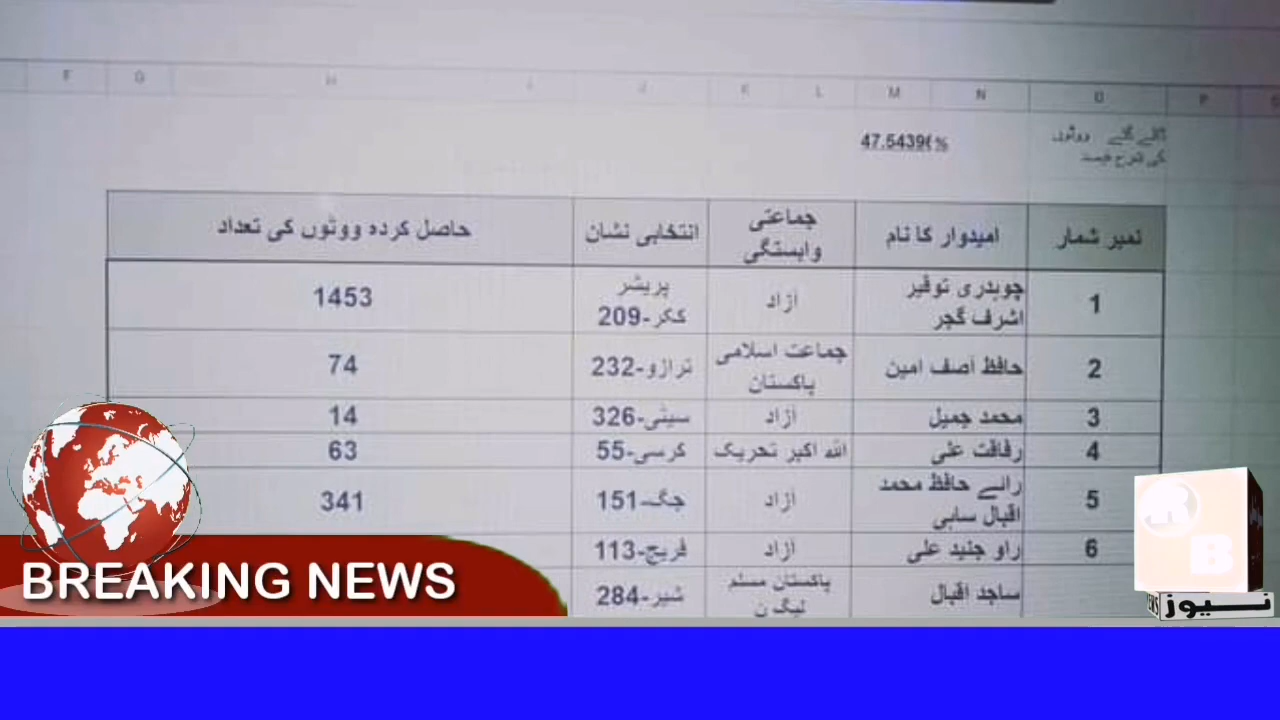 F G H I J K L M N O P
ڈالے گئے ووٹوں
کی شرح فیصد
47.5439 %
نمبر شمار امیدوار کا نام جماعتی وابستگی انتخابی نشان حاصل کردہ ووٹوں کی تعداد
1 چوہدری توقیر اشرف گجر آزاد پریشر ککر-209 1453
2 حافظ آصف امین جماعت اسلامی پاکستان ترازو-232 74
3 محمد جمیل آزاد سیٹی-326 14
4 رفاقت علی اللہ اکبر تحریک کرسی-55 63
5 رائے حافظ محمد اقبال ساہی آزاد جگ-151 341
6 راو جنید علی آزاد فریج-113
ساجد اقبال پاکستان مسلم لیگ ن شیر-284
BREAKING NEWS
R
B
NEWS نیوز